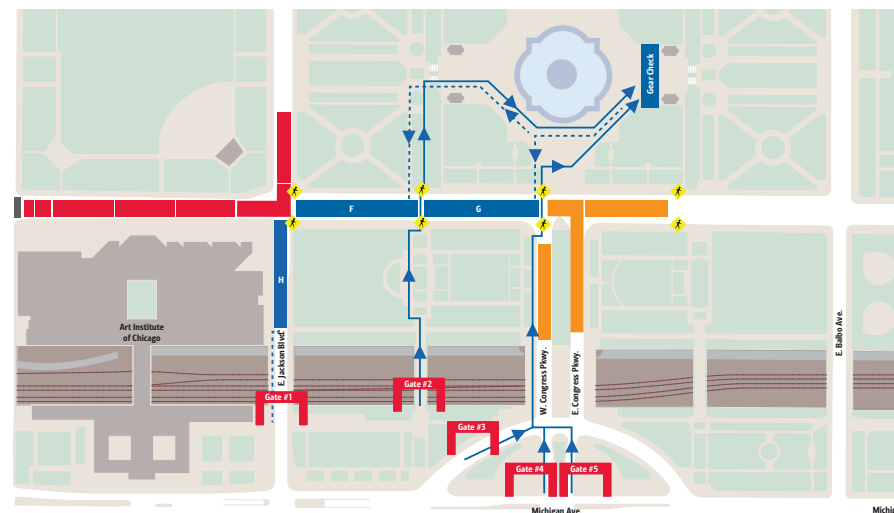 Gear Check
F
G
H
Art Institute
of Chicago
E. Jackson Blvd.
W. Congress Pkwy.
E. Congress Pkwy.
E. Balbo Ave.
Gate #1
Gate #2
Gate #3
Gate #4
Gate #5
Michigan Ave
Michi